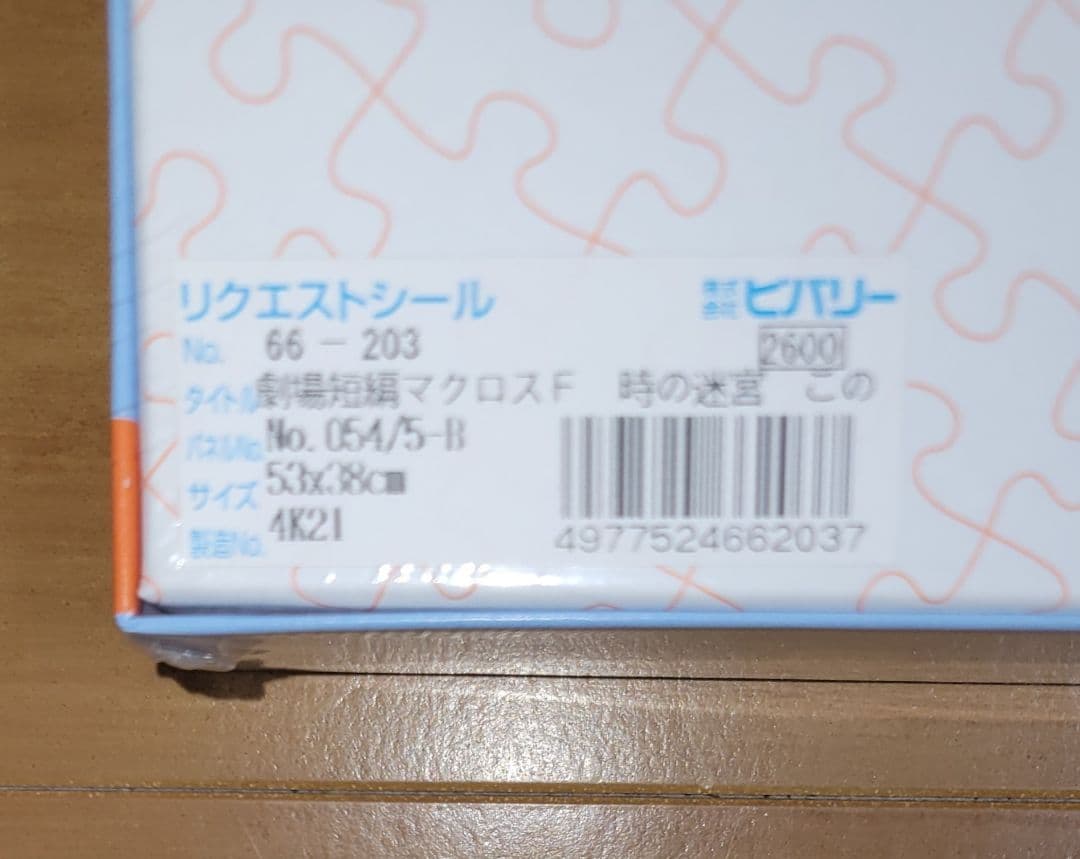 リクエストシール
株式会社 ビバリー
No. 66-203
2600
タイトル 劇場短編マクロスF 時の迷宮 この
パネルNo. No.054/5-B
サイズ 53x38cm
製造No. 4K21
4977524662037